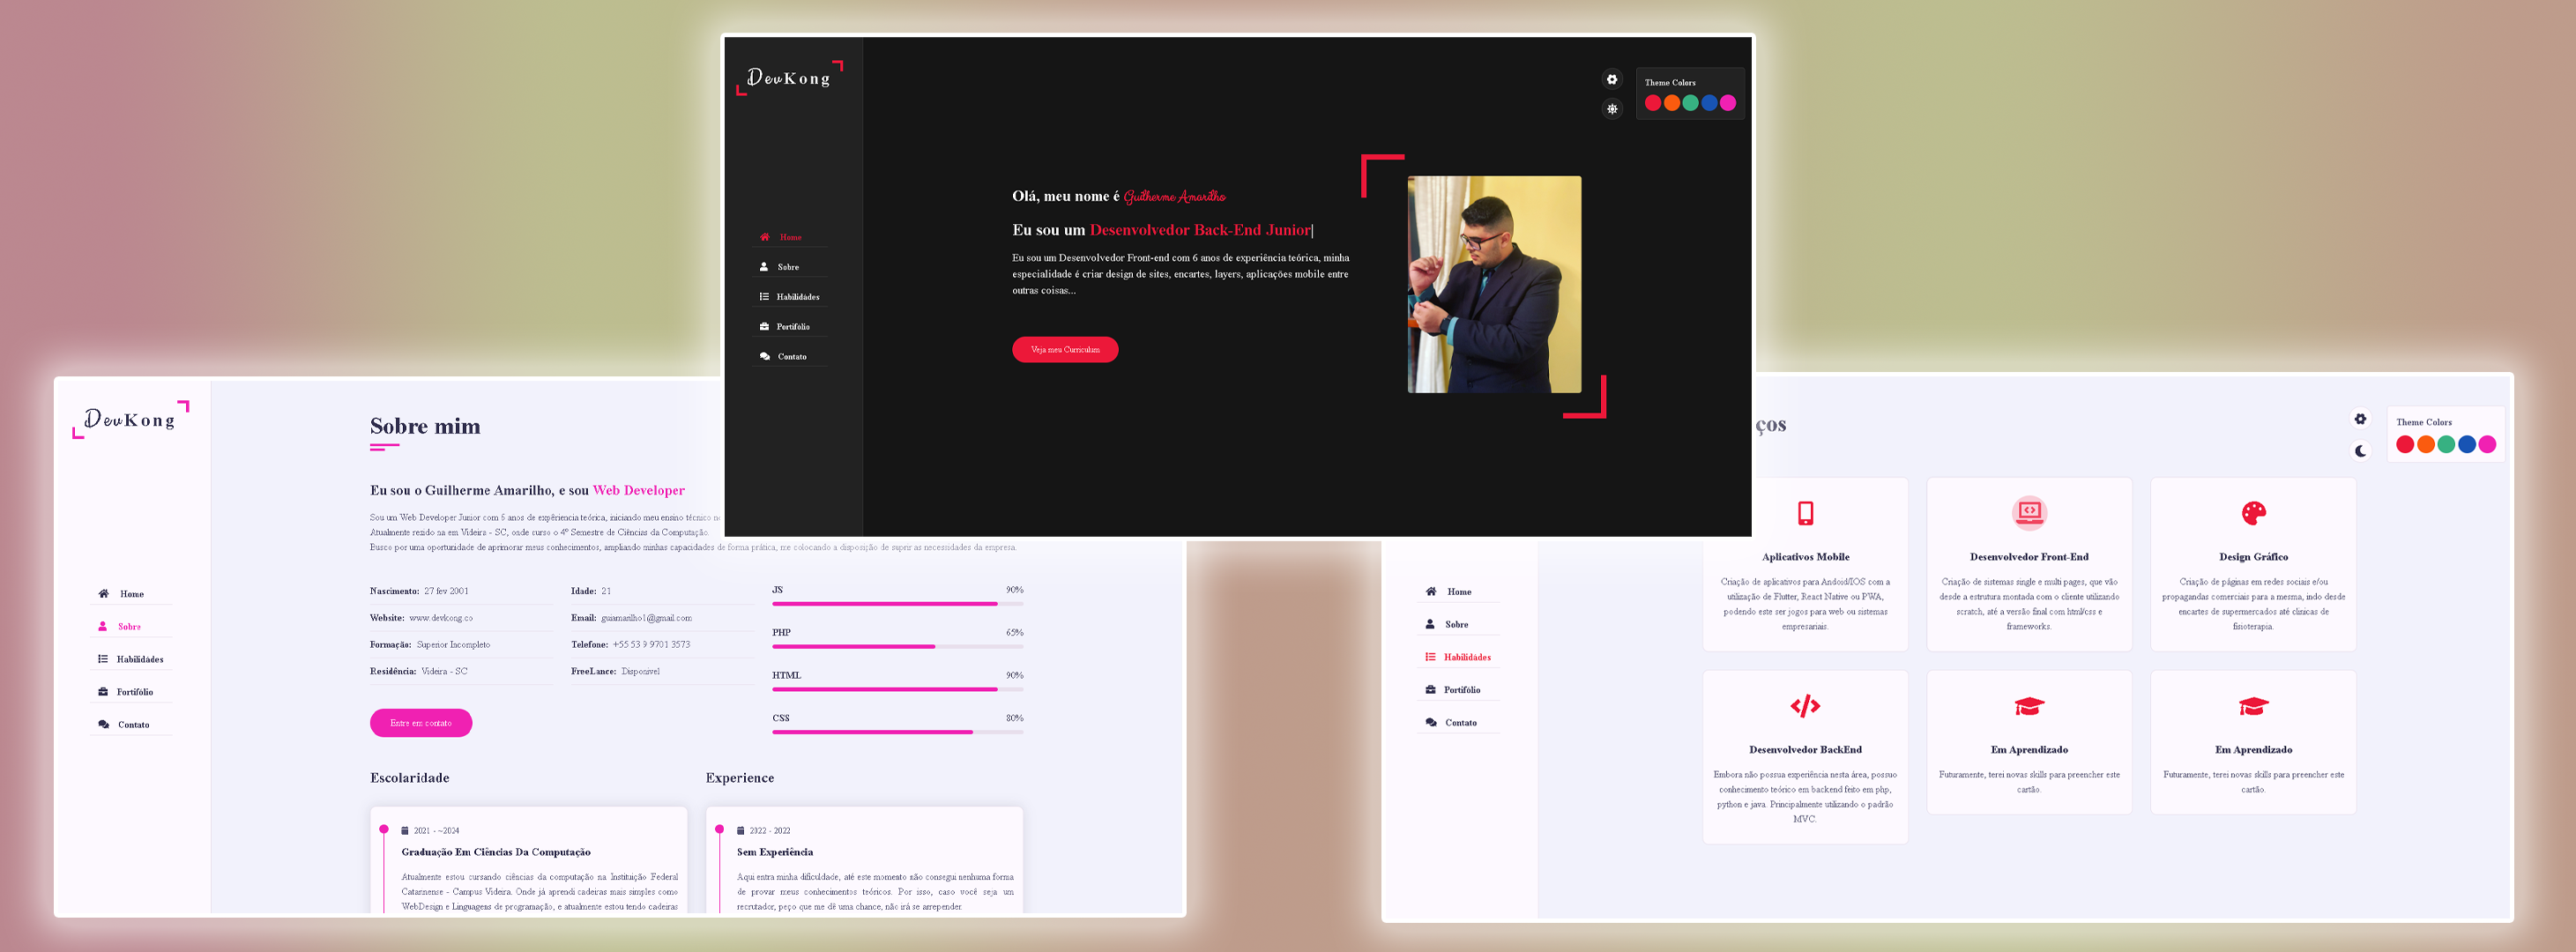 DevKong
Home
Sobre
Habilidades
Portifólio
Contato
Theme Colors
Olá, meu nome é Guilherme Amarilho
Eu sou um Desenvolvedor Back-End Junior|
Eu sou um Desenvolvedor Front-end com 6 anos de experiência teórica, minha
especialidade é criar design de sites, encartes, layers, aplicações mobile entre
outras coisas...
Veja meu Curriculum
DevKong
Home
Sobre
Habilidades
Portifólio
Contato
Sobre mim
Eu sou o Guilherme Amarilho, e sou Web Developer
Sou um Web Developer Junior com 5 anos de expêriencia teórica, iniciando meu ensino técnico
Atualmente rezido na em Videira - SC, onde curso o 4º Semestre de Ciências da Computação.
Busco por uma oportunidade de aprimorar meus conhecimentos, ampliando minhas capacidades de forma prática, me colocando a disposição de suprir as necessidades da empresa.
Nascimento: 27 fev 2001
Idade: 21
Website: www.devkong.co
Email: guiamarilho1@gmail.com
Formação: Superior Incompleto
Telefone: +55 53 9 9701 3573
Residência: Videira - SC
FreeLance: Disponivel
JS 90%
PHP 65%
HTML 90%
CSS 80%
Entre em contato
Escolaridade
2021 - ~2024
Graduação Em Ciências Da Computação
Atualmente estou cursando ciências da computação na Instituição Federal
Catarinense - Campus Videira. Onde já aprendi cadeiras mais simples como
WebDesign e Linguagens de programação, e atualmente estou tendo cadeiras
Experience
2322 - 2022
Sem Experiência
Aqui entra minha dificuldade, até este momento não consegui nenhuma forma
de provar meus conhecimentos teóricos. Por isso, caso você seja um
recrutador, peço que me dê uma chance, não irá se arrepender.
Home
Sobre
Habilidades
Portifólio
Contato
ços
Theme Colors
Aplicativos Mobile
Criação de aplicativos para Andoid/IOS com a
utilização de Flutter, React Native ou PWA,
podendo este ser jogos para web ou sistemas
empresariais.
Desenvolvedor Front-End
Criação de sistemas single e multi pages, que vão
desde a estrutura montada com o cliente utilizando
scratch, até a versão final com html/css e
frameworks.
Design Gráfico
Criação de páginas em redes sociais e/ou
propagandas comerciais para a mesma, indo desde
encartes de supermercados até clinicas de
fisioterapia.
Desenvolvedor BackEnd
Embora não possua experiência nesta área, possuo
conhecimento teórico em backend feito em php,
python e java. Principalmente utilizando o padrão
MVC.
Em Aprendizado
Futuramente, terei novas skills para preencher este
cartão.
Em Aprendizado
Futuramente, terei novas skills para preencher este
cartão.